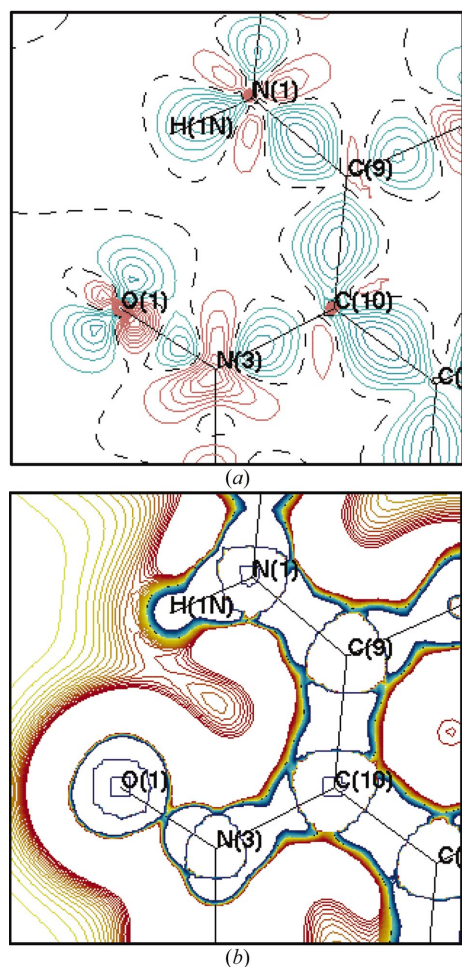 N(1)
H(1N)
C(9)
O(1)
C(10)
N(3)
C(
(a)
N(1)
H(1N)
C(9)
O(1)
C(10)
N(3)
C(
(b)